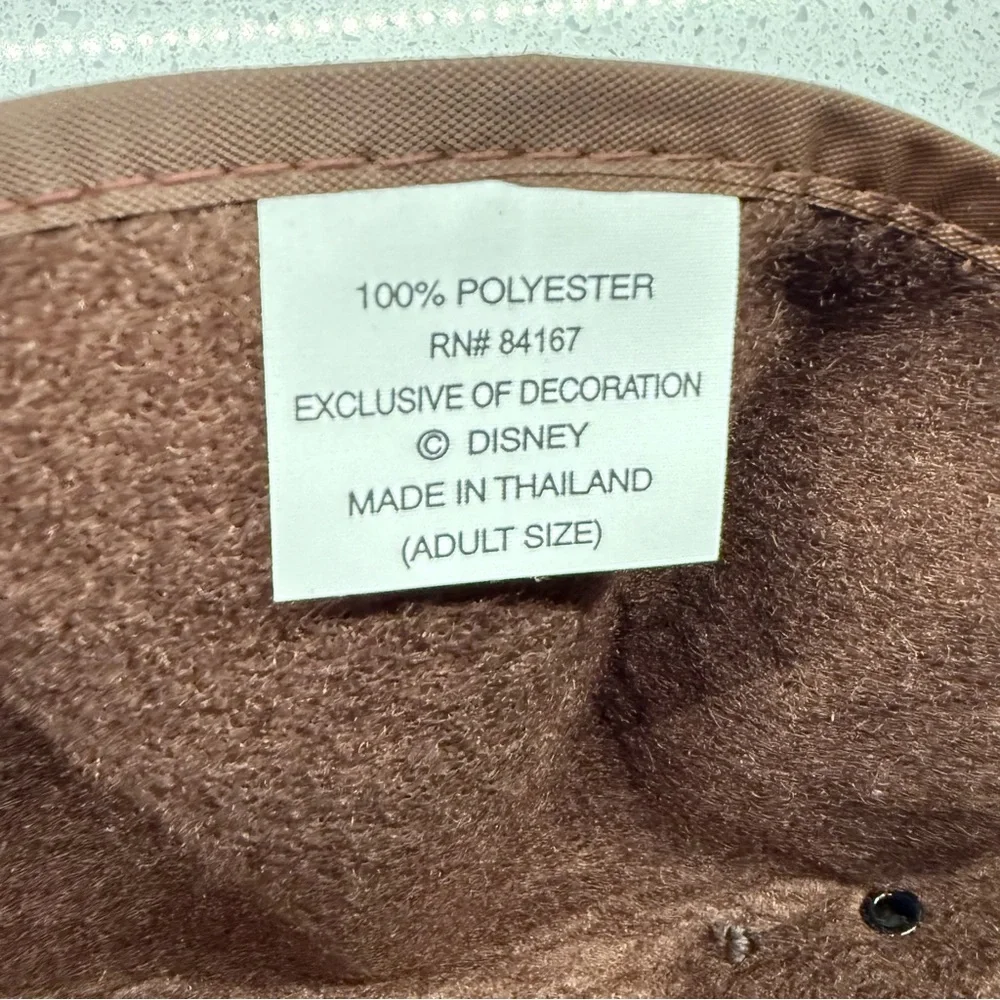 100% POLYESTER
RN# 84167
EXCLUSIVE OF DECORATION
© DISNEY
MADE IN THAILAND
(ADULT SIZE)